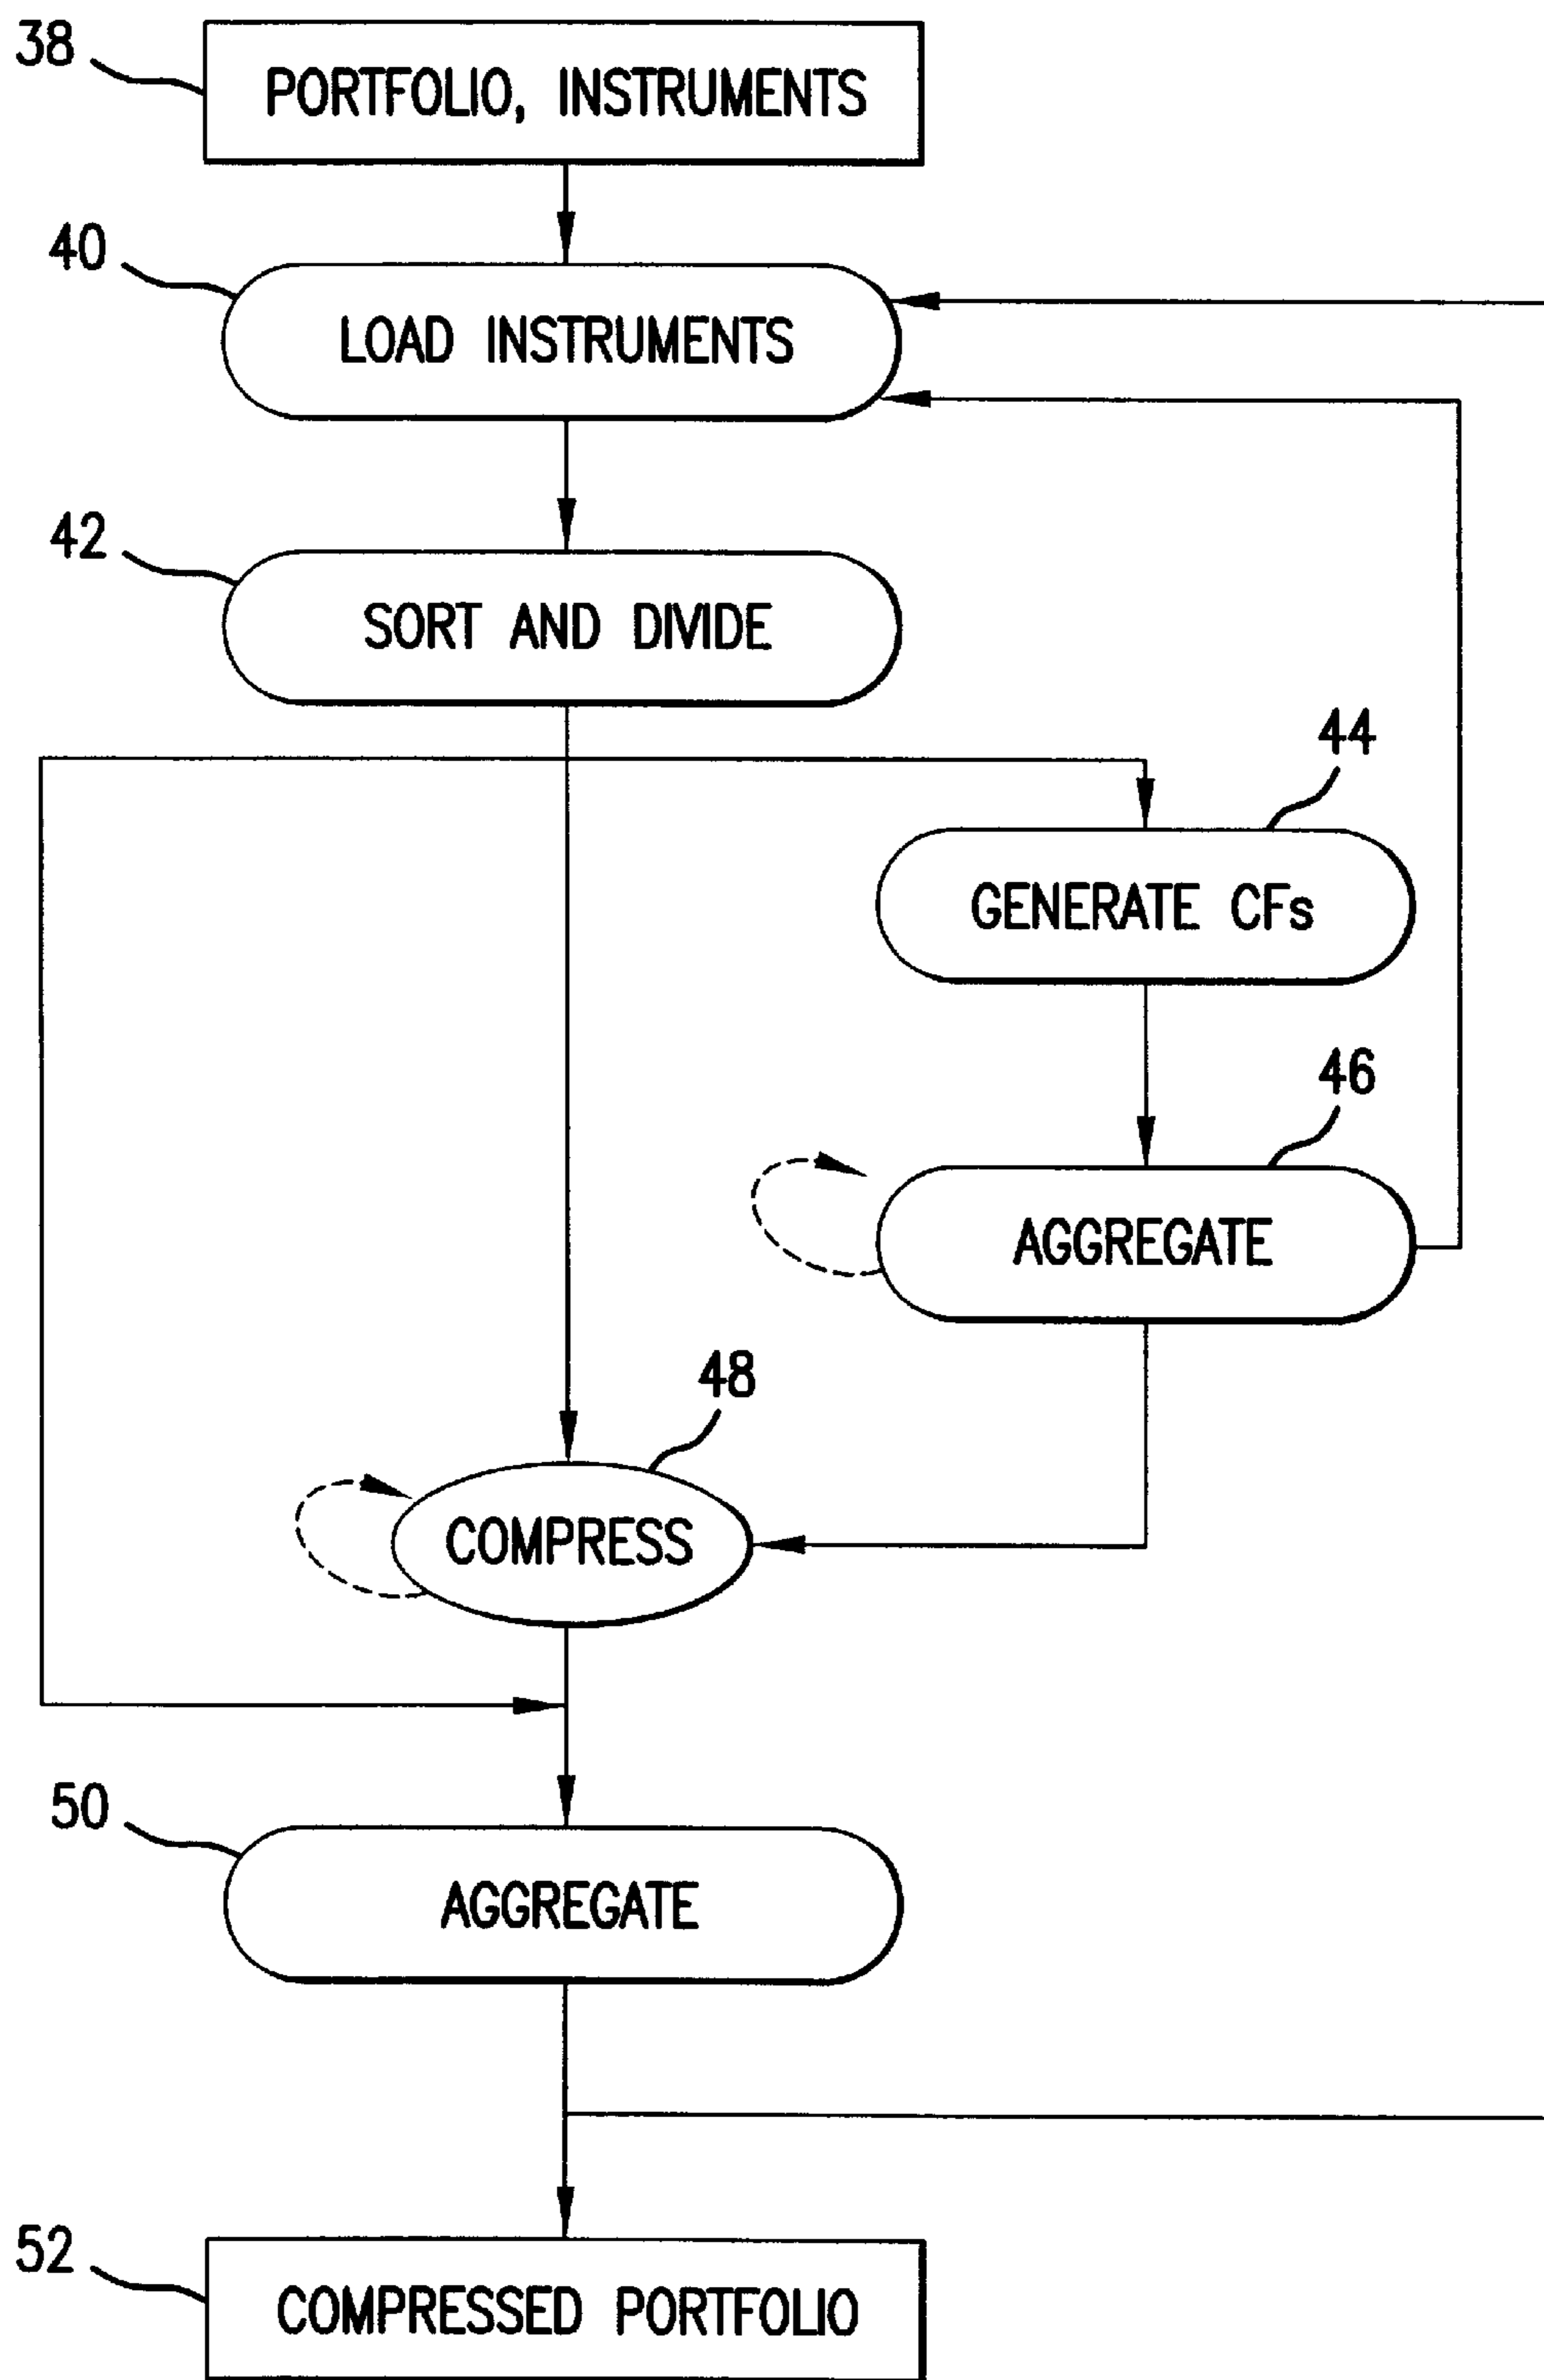 38
PORTFOLIO, INSTRUMENTS
40
LOAD INSTRUMENTS
42
SORT AND DIVIDE
44
GENERATE CFs
46
AGGREGATE
48
COMPRESS
50
AGGREGATE
52
COMPRESSED PORTFOLIO